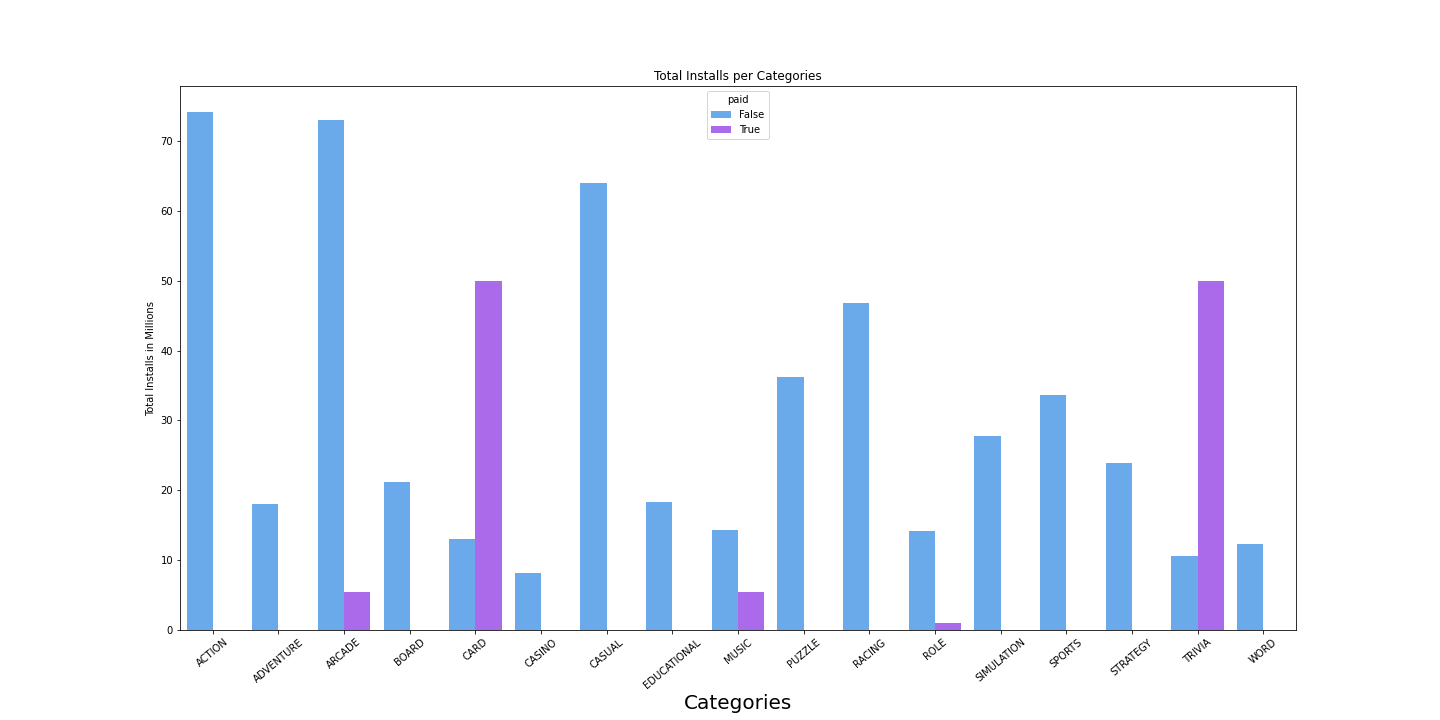 Total Installs per Categories
paid
False
True
Total Installs in Millions
70
60
50
40
30
20
10
0
ACTION
ADVENTURE
ARCADE
BOARD
CARD
CASINO
CASUAL
EDUCATIONAL
MUSIC
PUZZLE
RACING
ROLE
SIMULATION
SPORTS
STRATEGY
TRIVIA
WORD
Categories